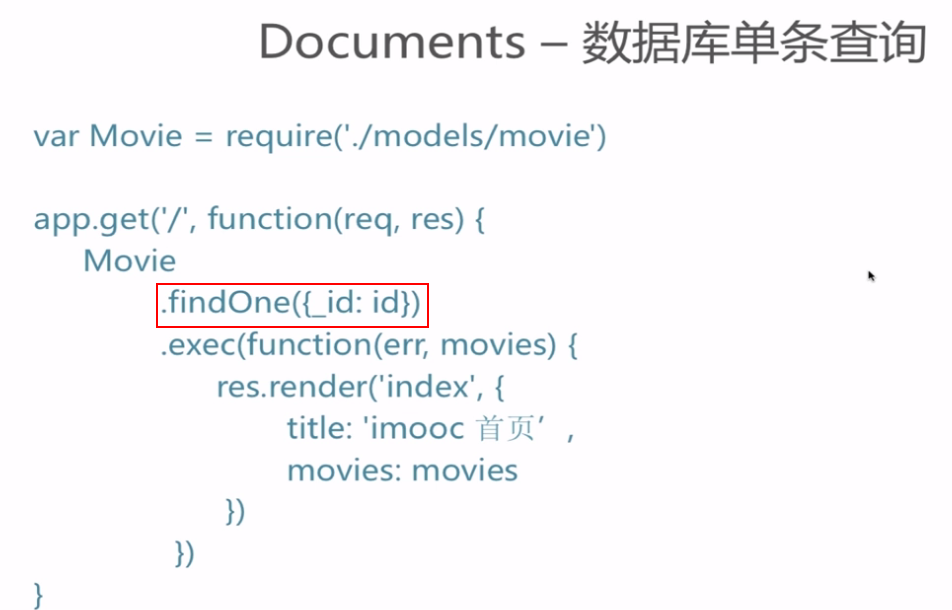 Documents – 数据库单条查询
var Movie = require('./models/movie')
app.get('/', function(req, res) {
Movie
.findOne({_id: id})
.exec(function(err, movies) {
res.render('index', {
title: 'imooc 首页’ ,
movies: movies
})
})
}